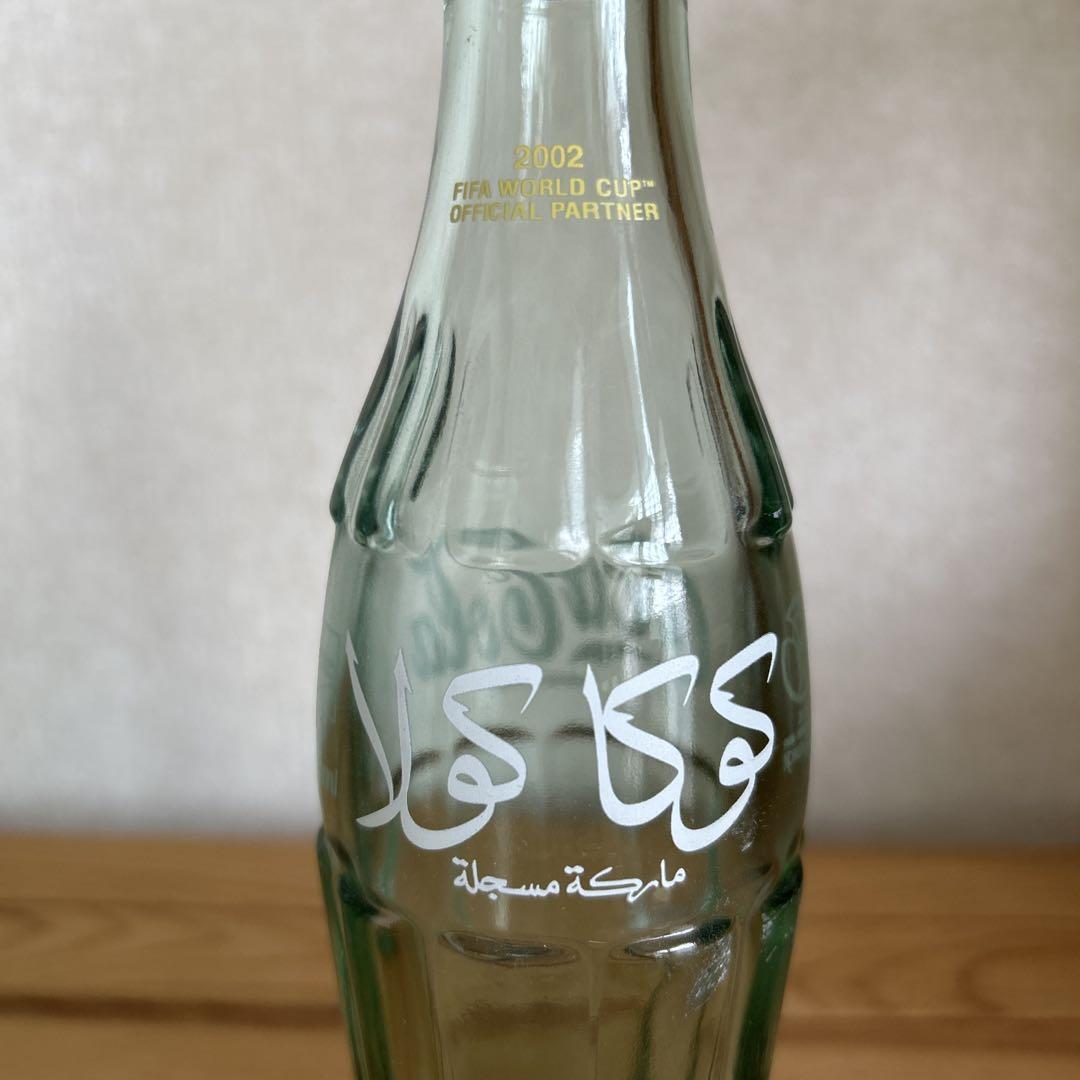 2002
FIFA WORLD CUP™
OFFICIAL PARTNER
كوكا كولا
ماركة مسجلة